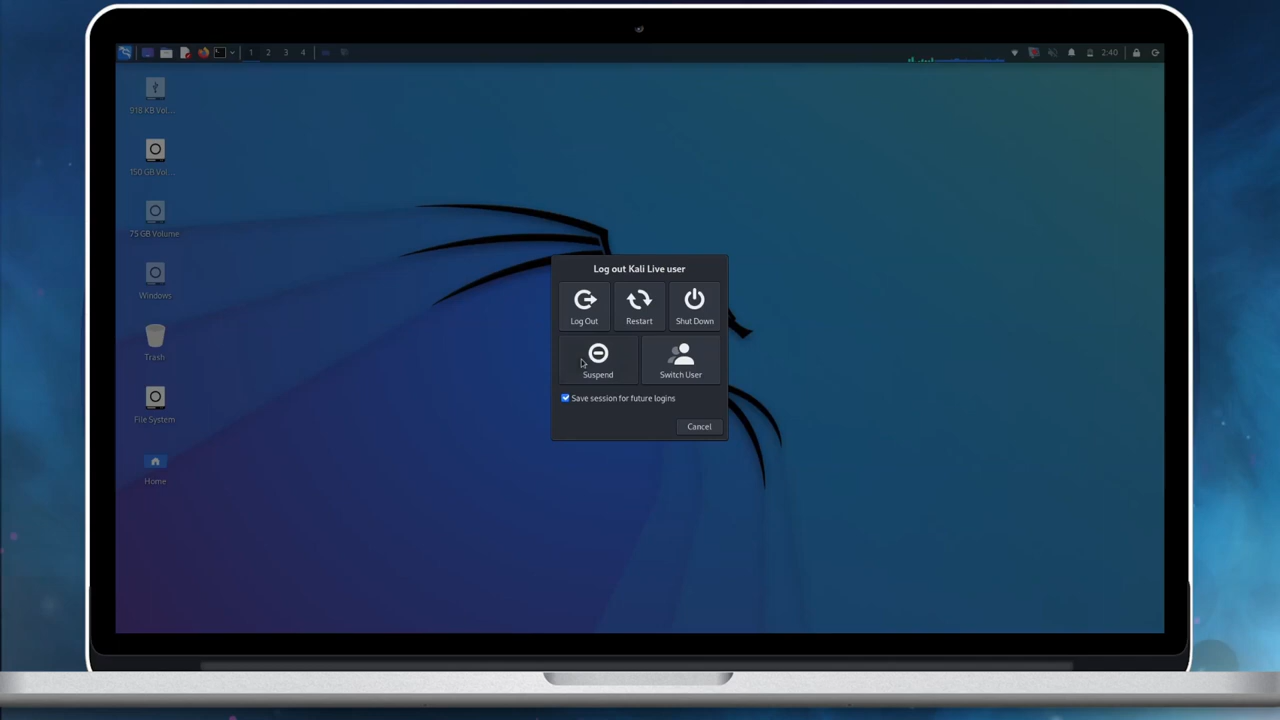 1 2 3 4
2:40
918 KB Vol...
150 GB Vol...
75 GB Volume
Windows
Trash
File System
Home
Log out Kali Live user
Log Out Restart Shut Down
Suspend Switch User
Save session for future logins
Cancel